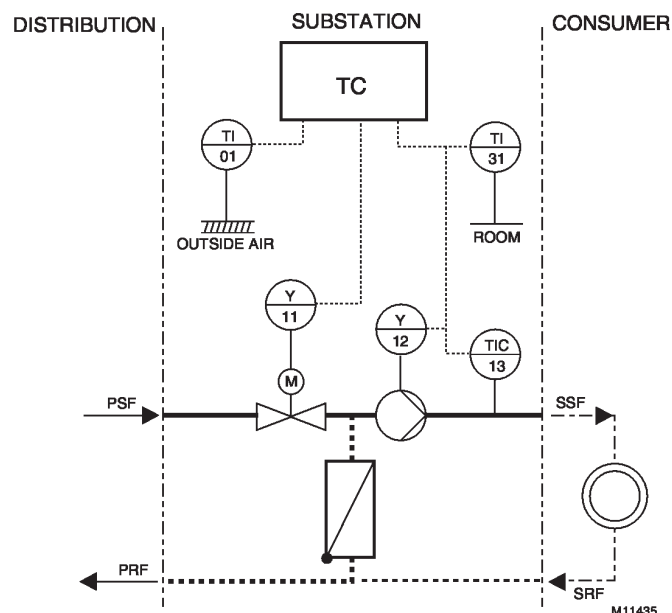 DISTRIBUTION
SUBSTATION
CONSUMER
TC
TI
01
TI
31
OUTSIDE AIR
ROOM
Y
11
Y
12
TIC
13
M
PSF
SSF
PRF
SRF
M11435